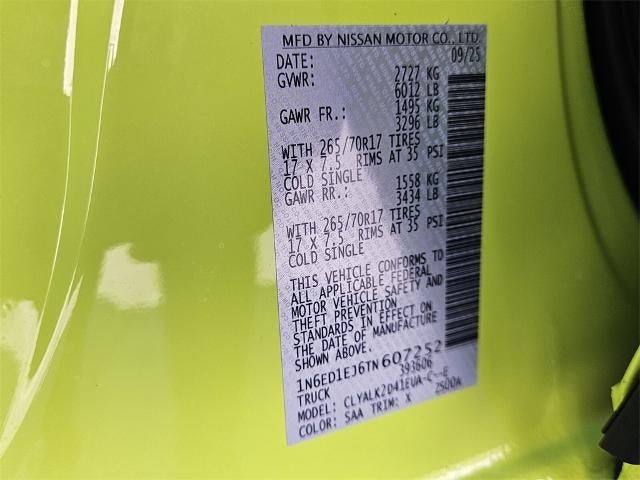 MFD BY NISSAN MOTOR CO., LTD.
DATE: 09/25
GVWR: 2727 KG
6012 LB
GAWR FR.: 1495 KG
3296 LB
WITH 265/70R17 TIRES
17 X 7.5 RIMS AT 35 PSI
COLD SINGLE
GAWR RR.: 1558 KG
3434 LB
WITH 265/70R17 TIRES
17 X 7.5 RIMS AT 35 PSI
COLD SINGLE
THIS VEHICLE CONFORMS TO
ALL APPLICABLE FEDERAL
MOTOR VEHICLE SAFETY AND
THEFT PREVENTION
STANDARDS IN EFFECT ON
THE DATE OF MANUFACTURE
SHOWN ABOVE.
1N6ED1EJ6TN607252
TRUCK 393606
MODEL: CLYALK2D41EUA-C--B
COLOR: SAA TRIM: X 2500A